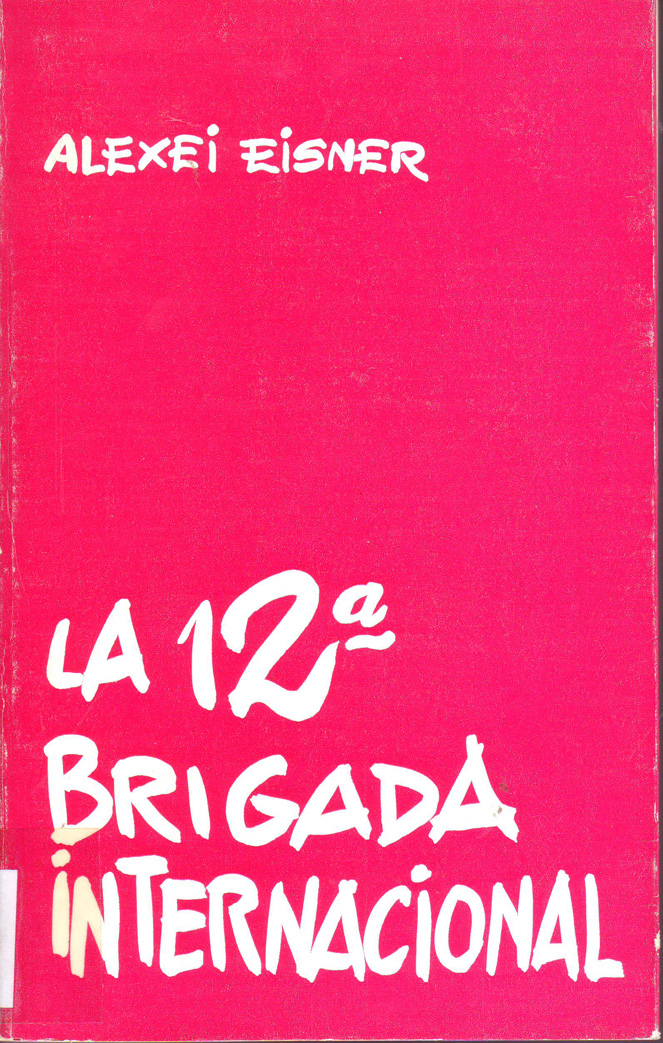 ALEXEI EISNER
LA 12ª
BRIGADA
INTERNACIONAL